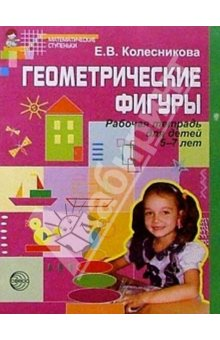 МАТЕМАТИЧЕСКИЕ
СТУПЕНЬКИ
Е.В. Колесникова
ГЕОМЕТРИЧЕСКИЕ
ФИГУРЫ
Рабочая тетрадь
для детей
5–7 лет